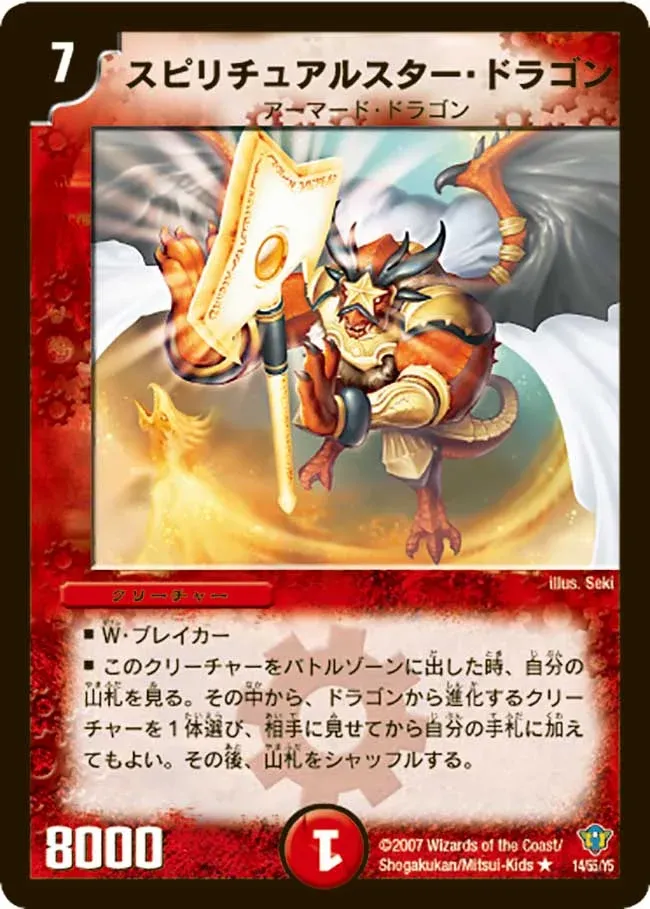 7
スピリチュアルスター・ドラゴン
アーマード・ドラゴン
illus. Seki
クリーチャー
■ W・ブレイカー
■ このクリーチャーをバトルゾーンに出した時、自分の
山札を見る。その中から、ドラゴンから進化するクリー
チャーを1体選び、相手に見せてから自分の手札に加え
てもよい。その後、山札をシャッフルする。
8000
1
©2007 Wizards of the Coast/
Shogakukan/Mitsui-Kids ★
14/55/Y5